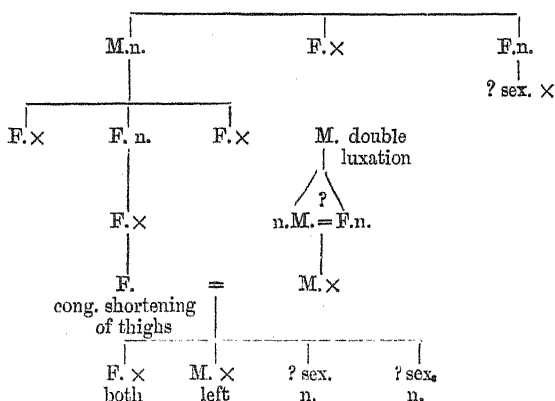 M.n. F.× F.n.
? sex. ×
F.× F. n. F.× M. double
luxation
?
F.× n.M. = F.n.
F. = M.×
cong. shortening
of thighs
F. × M. × ? sex. ? sex.
both left n. n.